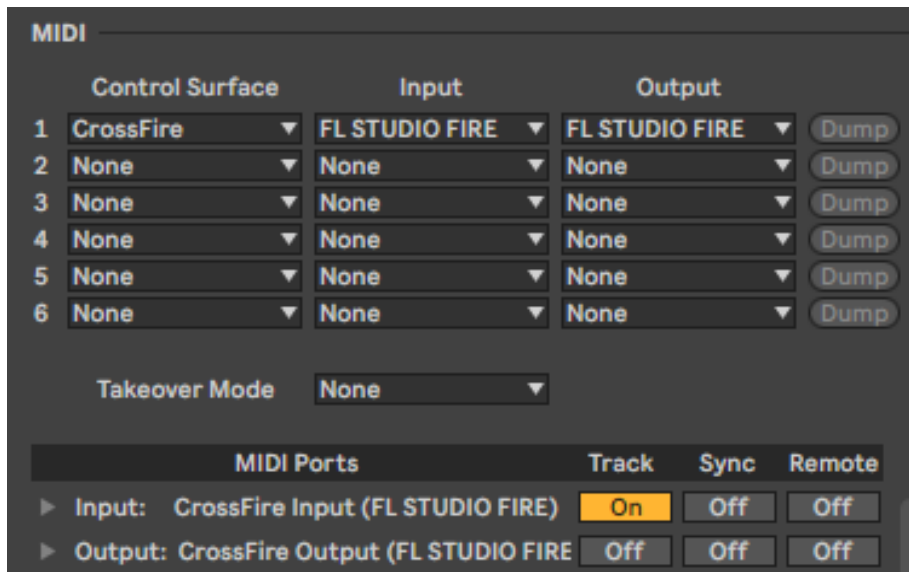 MIDI
Control Surface Input Output
1 CrossFire FL STUDIO FIRE FL STUDIO FIRE Dump
2 None None None Dump
3 None None None Dump
4 None None None Dump
5 None None None Dump
6 None None None Dump
Takeover Mode None
MIDI Ports Track Sync Remote
Input: CrossFire Input (FL STUDIO FIRE) On Off Off
Output: CrossFire Output (FL STUDIO FIRE Off Off Off